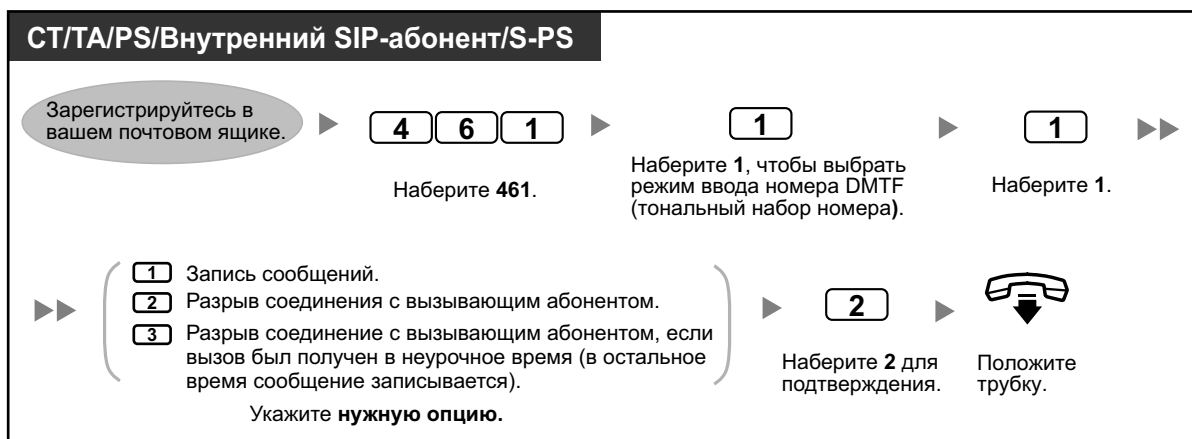 CT/TA/PS/Внутренний SIP-абонент/S-PS
Зарегистрируйтесь в
вашем почтовом ящике.
4 6 1
Наберите 461.
1
Наберите 1, чтобы выбрать
режим ввода номера DMTF
(тональный набор номера).
1
Наберите 1.
1 Запись сообщений.
2 Разрыв соединения с вызывающим абонентом.
3 Разрыв соединение с вызывающим абонентом, если
вызов был получен в неурочное время (в остальное
время сообщение записывается).
Укажите нужную опцию.
2
Наберите 2 для
подтверждения.
Положите
трубку.